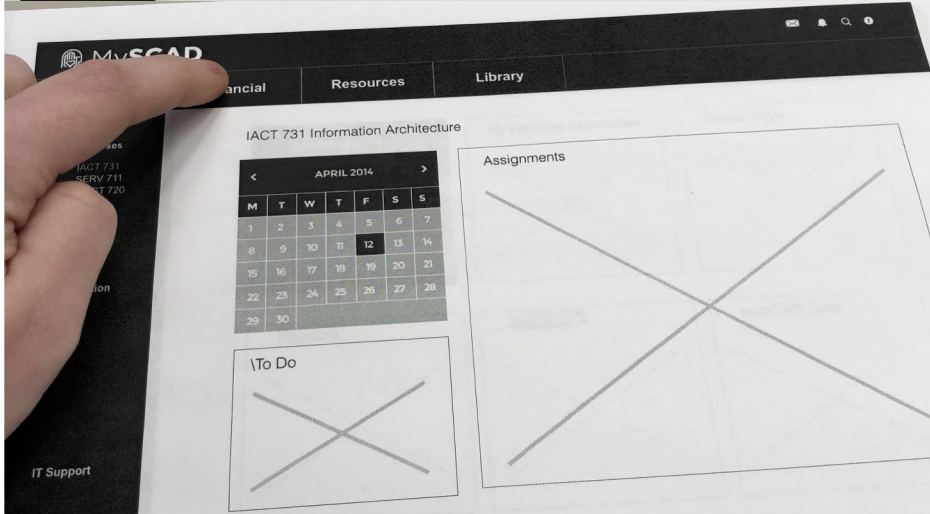 MySCAD
ancial
Resources
Library
ses
IACT 731
SERV 711
CT 720
ion
IT Support
IACT 731 Information Architecture
< APRIL 2014 >
M T W T F S S
1 2 3 4 5 6 7
8 9 10 11 12 13 14
15 16 17 18 19 20 21
22 23 24 25 26 27 28
29 30
\To Do
Assignments